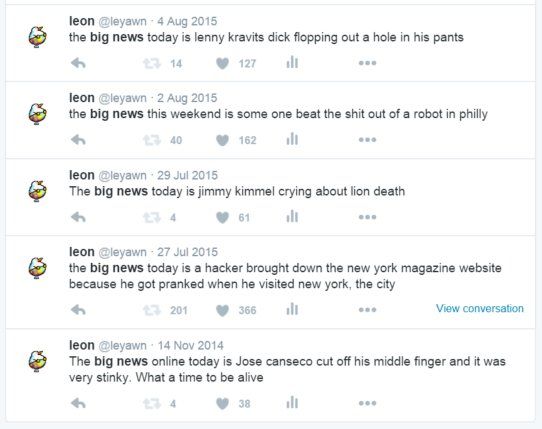 leon @leyawn · 4 Aug 2015
the big news today is lenny kravits dick flopping out a hole in his pants
14 127
leon @leyawn · 2 Aug 2015
the big news this weekend is some one beat the shit out of a robot in philly
40 162
leon @leyawn · 29 Jul 2015
The big news today is jimmy kimmel crying about lion death
4 61
leon @leyawn · 27 Jul 2015
the big news today is a hacker brought down the new york magazine website
because he got pranked when he visited new york, the city
201 366 View conversation
leon @leyawn · 14 Nov 2014
The big news online today is Jose canseco cut off his middle finger and it was
very stinky. What a time to be alive
4 38